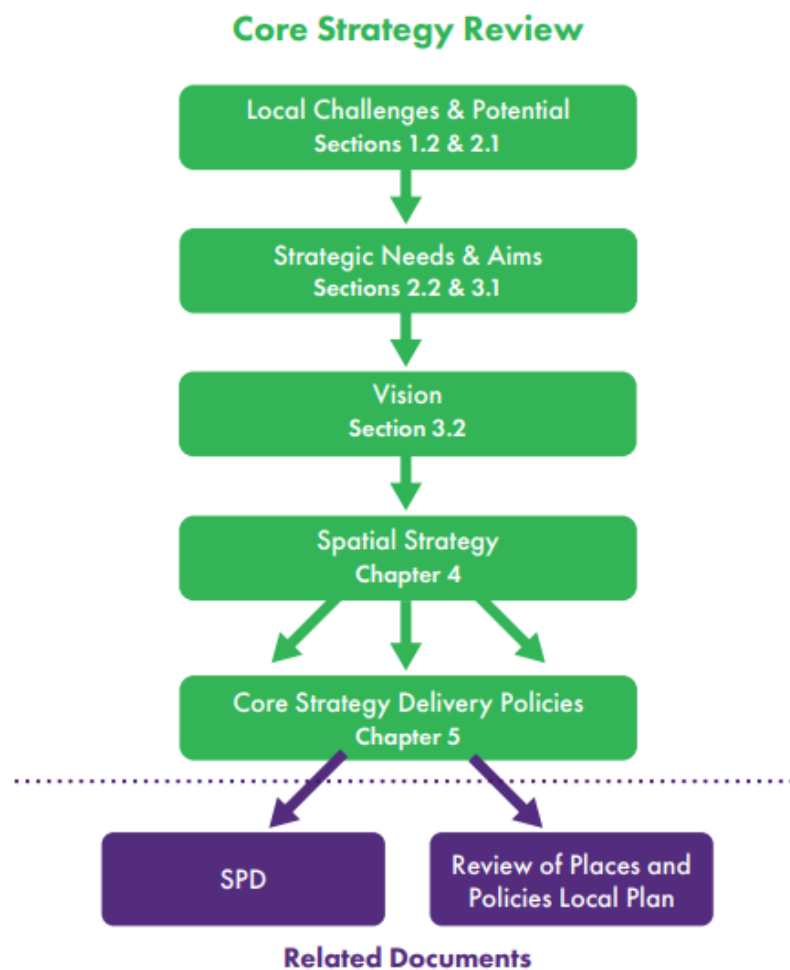 Core Strategy Review
Local Challenges & Potential
Sections 1.2 & 2.1
Strategic Needs & Aims
Sections 2.2 & 3.1
Vision
Section 3.2
Spatial Strategy
Chapter 4
Core Strategy Delivery Policies
Chapter 5
SPD
Review of Places and
Policies Local Plan
Related Documents